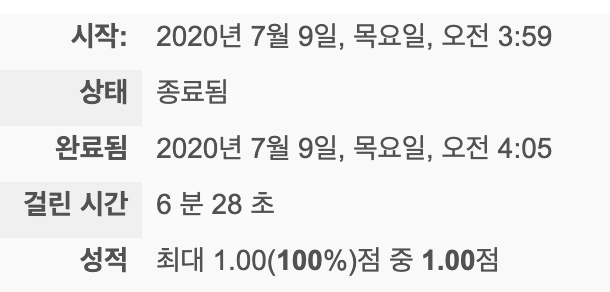 시작: 2020년 7월 9일, 목요일, 오전 3:59
상태 종료됨
완료됨 2020년 7월 9일, 목요일, 오전 4:05
걸린 시간 6 분 28 초
성적 최대 1.00(100%)점 중 1.00점